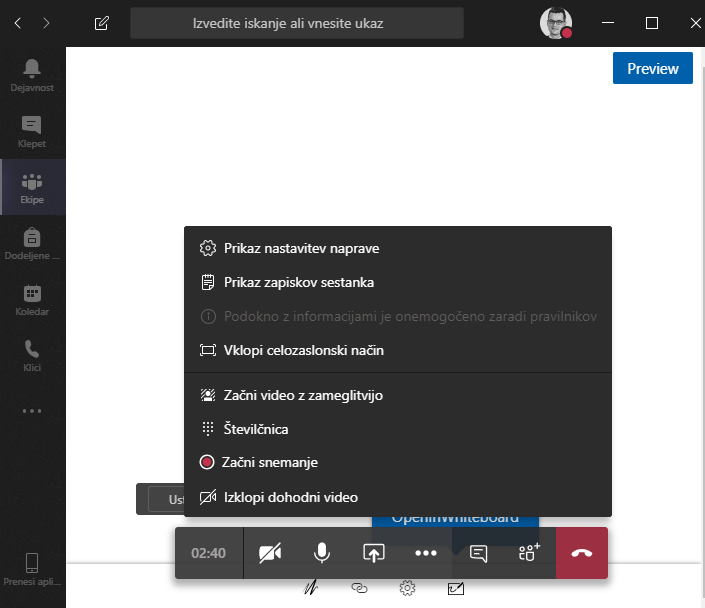 Izvedite iskanje ali vnesite ukaz
Preview
Dejavnost
Klepet
Ekipe
Dodeljene ...
Koledar
Klici
Prenesi apli...
Prikaz nastavitev naprave
Prikaz zapiskov sestanka
Podokno z informacijami je onemogočeno zaradi pravilnikov
Vklopi celozaslonski način
Začni video z zameglitvijo
Številčnica
Začni snemanje
Izklopi dohodni video
Ust
OpenInWhiteboard
02:40